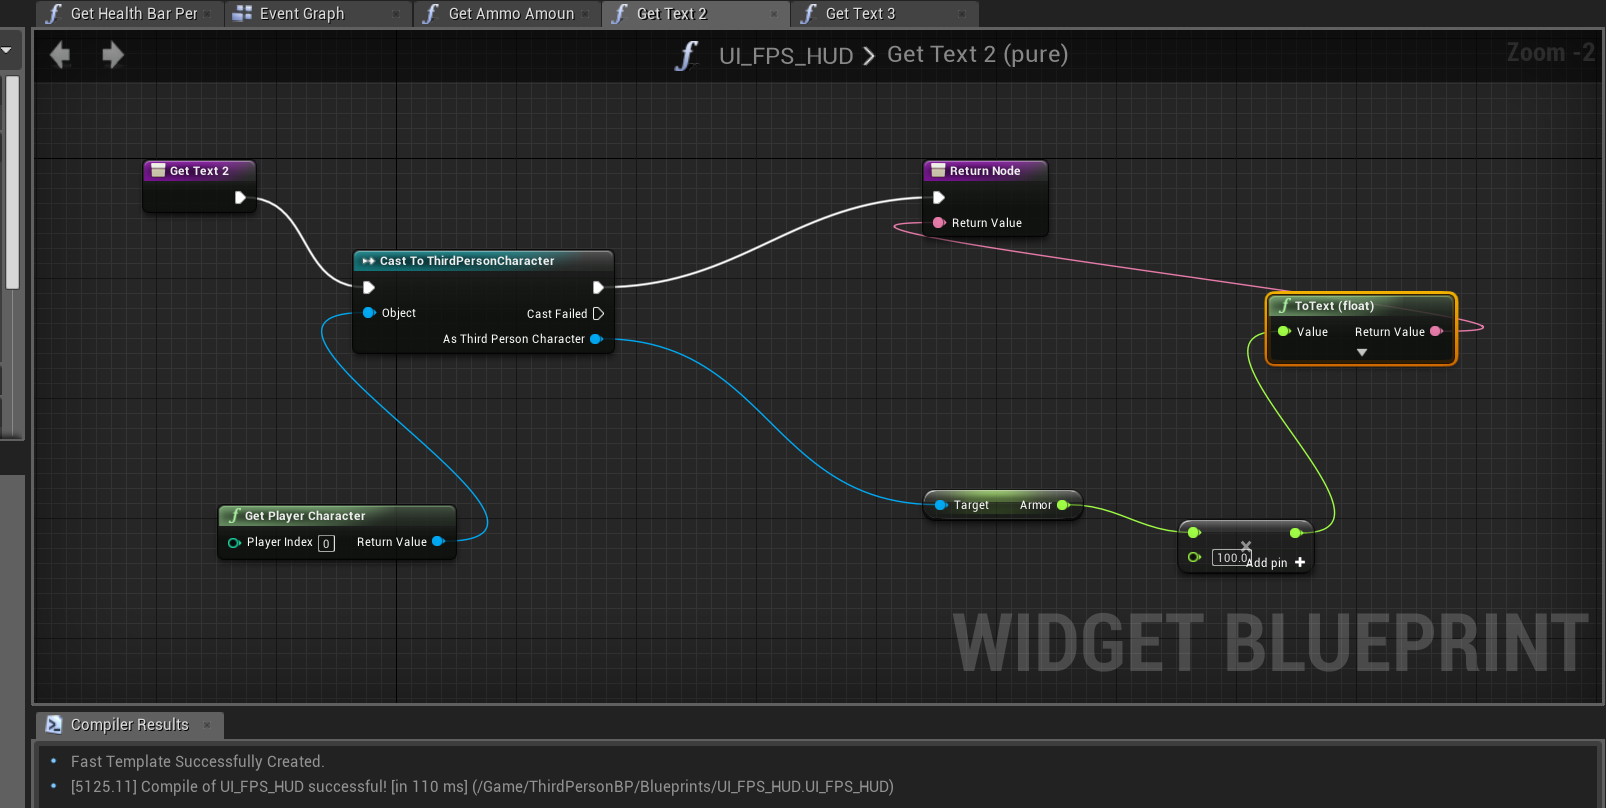 Get Health Bar Per
Event Graph
Get Ammo Amoun
Get Text 2
Get Text 3
UI_FPS_HUD > Get Text 2 (pure)
Zoom -2
Get Text 2
Return Node
Return Value
Cast To ThirdPersonCharacter
Object
Cast Failed
As Third Person Character
ToText (float)
Value Return Value
Get Player Character
Player Index 0 Return Value
Target Armor
100.0
Add pin
WIDGET BLUEPRINT
Compiler Results
Fast Template Successfully Created.
[5125.11] Compile of UI_FPS_HUD successful! [in 110 ms] (/Game/ThirdPersonBP/Blueprints/UI_FPS_HUD.UI_FPS_HUD)